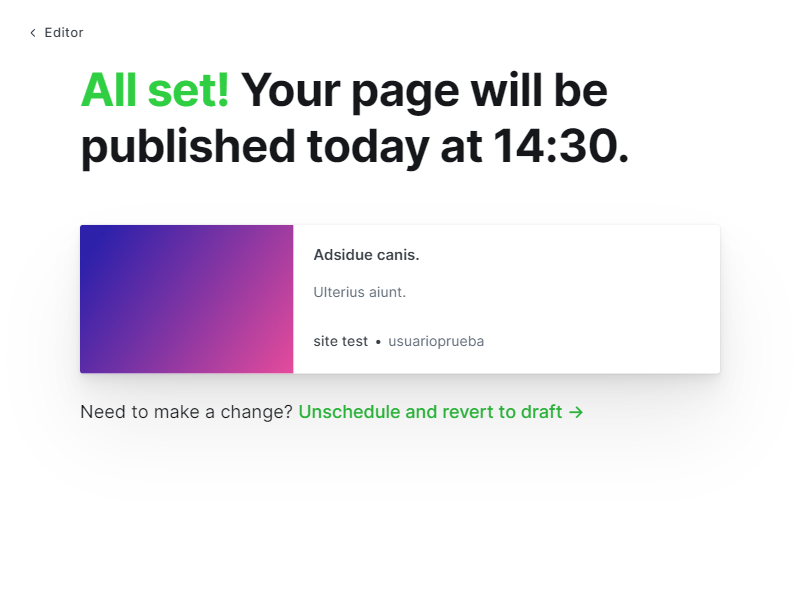 Editor
All set! Your page will be
published today at 14:30.
Adsidue canis.
Ulterius aiunt.
site test • usuarioprueba
Need to make a change? Unschedule and revert to draft →